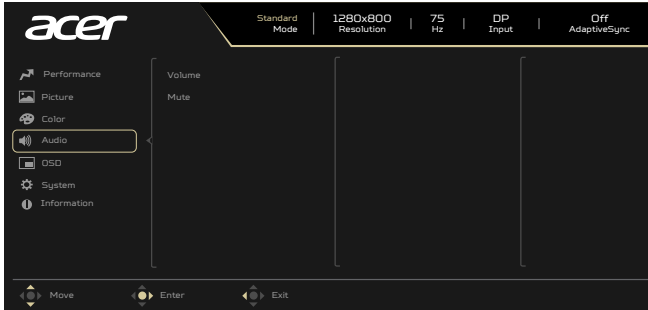 acer
Standard 1280x800 75 DP Off
Mode Resolution Hz Input AdaptiveSync
Performance
Volume
Picture
Mute
Color
Audio
OSD
System
Information
Move Enter Exit